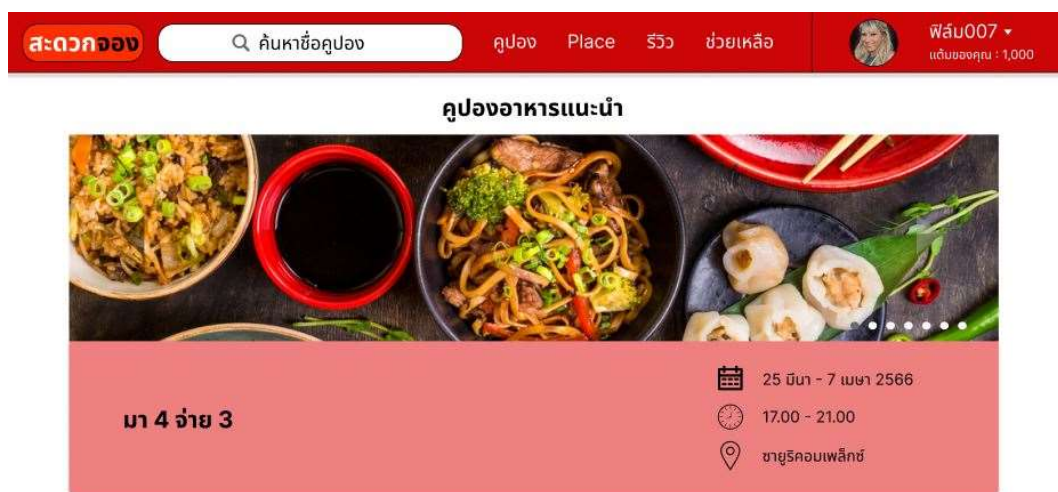 สะดวกจอง ค้นหาชื่อคูปอง คูปอง Place รีวิว ช่วยเหลือ ฟิล์ม007
แต้มของคุณ : 1,000
คูปองอาหารแนะนำ
25 มีนา - 7 เมษา 2566
มา 4 จ่าย 3
17.00 - 21.00
ชายูริคอมเพล็กซ์